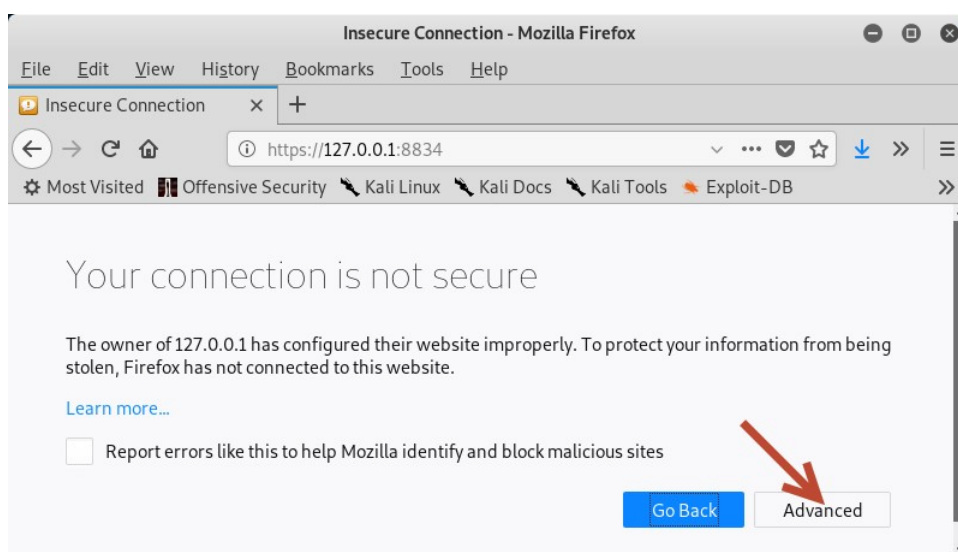 Insecure Connection - Mozilla Firefox
File Edit View History Bookmarks Tools Help
Insecure Connection
https://127.0.0.1:8834
Most Visited Offensive Security Kali Linux Kali Docs Kali Tools Exploit-DB
Your connection is not secure
The owner of 127.0.0.1 has configured their website improperly. To protect your information from being
stolen, Firefox has not connected to this website.
Learn more...
Report errors like this to help Mozilla identify and block malicious sites
Go Back Advanced